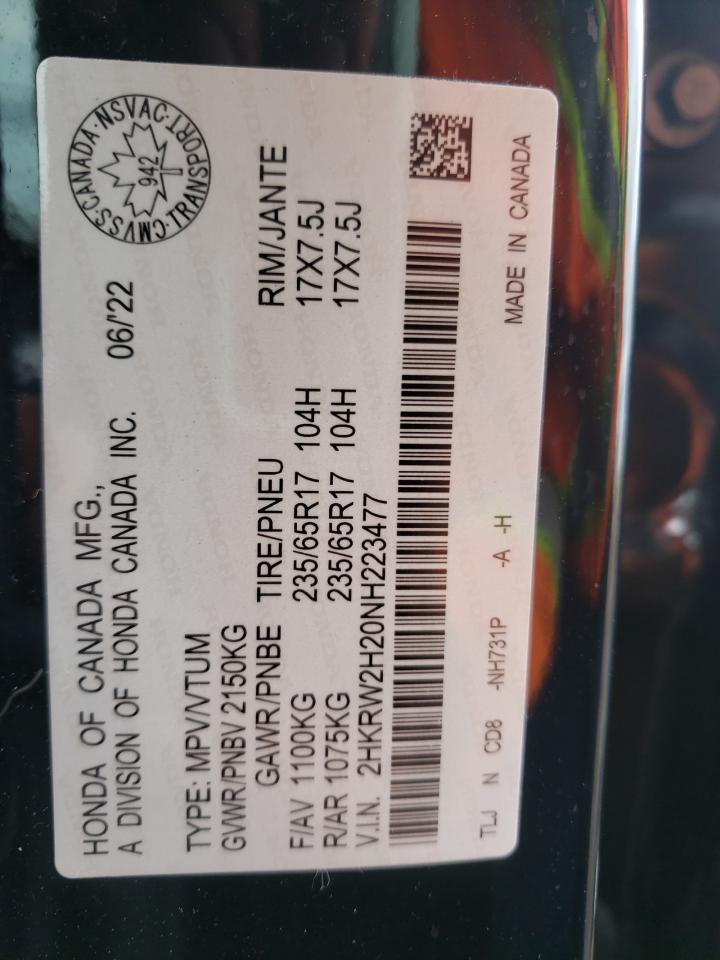 HONDA OF CANADA MFG.,
A DIVISION OF HONDA CANADA INC. 06/'22
CMVSS·CANADA·NSVAC·TRANSPORT·
942
TYPE: MPV/VTUM
GVWR/PNBV 2150KG
GAWR/PNBE TIRE/PNEU RIM/JANTE
F/AV 1100KG 235/65R17 104H 17X7.5J
R/AR 1075KG 235/65R17 104H 17X7.5J
V.I.N. 2HKRW2H20NH223477
TLJ N CD8 -NH731P -A -H MADE IN CANADA